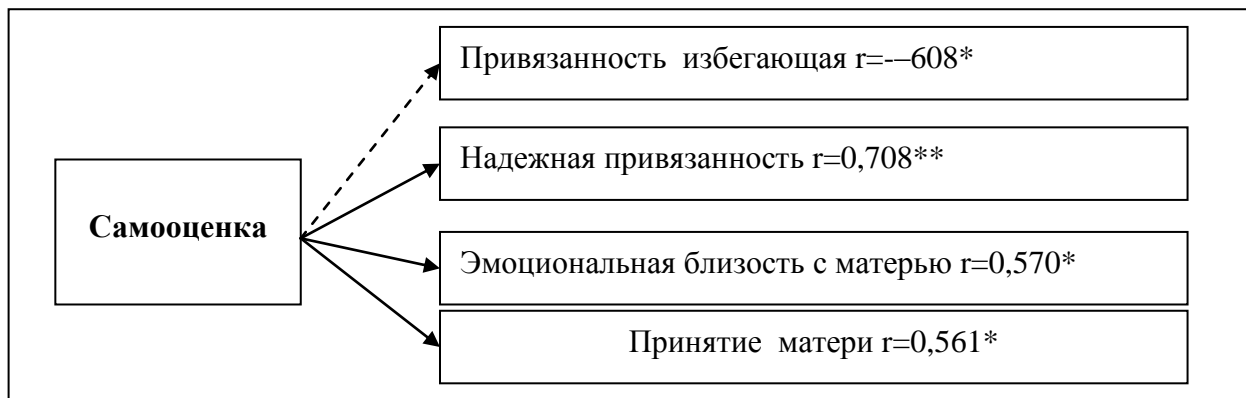 Привязанность избегающая r=-–608*
Надежная привязанность r=0,708**
Самооценка
Эмоциональная близость с матерью r=0,570*
Принятие матери r=0,561*